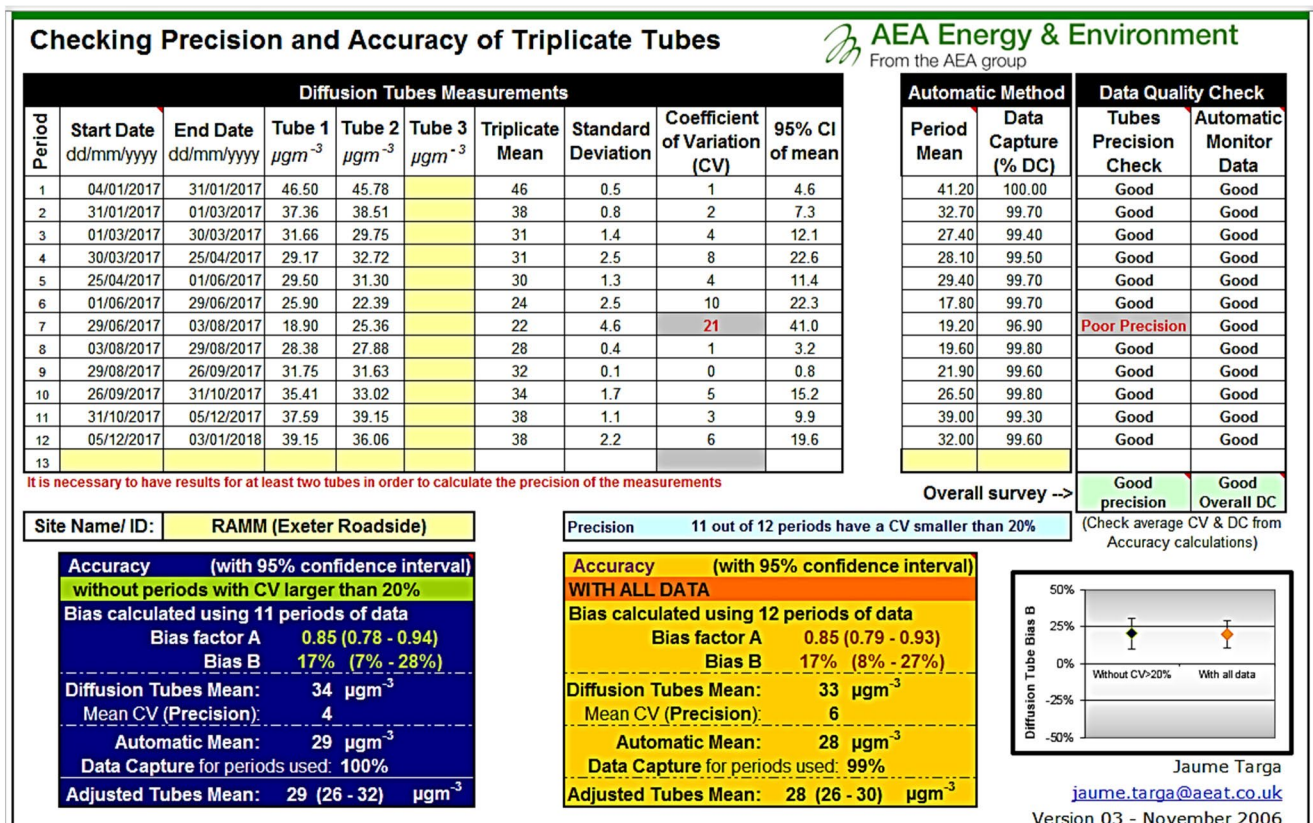 Checking Precision and Accuracy of Triplicate Tubes
AEA Energy & Environment
From the AEA group
Diffusion Tubes Measurements
Automatic Method
Data Quality Check
Period
Start Date dd/mm/yyyy
End Date dd/mm/yyyy
Tube 1 µgm-3
Tube 2 µgm-3
Tube 3 µgm-3
Triplicate Mean
Standard Deviation
Coefficient of Variation (CV)
95% CI of mean
Period Mean
Data Capture (% DC)
Tubes Precision Check
Automatic Monitor Data
1 04/01/2017 31/01/2017 46.50 45.78 46 0.5 1 4.6 41.20 100.00 Good Good
2 31/01/2017 01/03/2017 37.36 38.51 38 0.8 2 7.3 32.70 99.70 Good Good
3 01/03/2017 30/03/2017 31.66 29.75 31 1.4 4 12.1 27.40 99.40 Good Good
4 30/03/2017 25/04/2017 29.17 32.72 31 2.5 8 22.6 28.10 99.50 Good Good
5 25/04/2017 01/06/2017 29.50 31.30 30 1.3 4 11.4 29.40 99.70 Good Good
6 01/06/2017 29/06/2017 25.90 22.39 24 2.5 10 22.3 17.80 99.70 Good Good
7 29/06/2017 03/08/2017 18.90 25.36 22 4.6 21 41.0 19.20 96.90 Poor Precision Good
8 03/08/2017 29/08/2017 28.38 27.88 28 0.4 1 3.2 19.60 99.80 Good Good
9 29/08/2017 26/09/2017 31.75 31.63 32 0.1 0 0.8 21.90 99.60 Good Good
10 26/09/2017 31/10/2017 35.41 33.02 34 1.7 5 15.2 26.50 99.80 Good Good
11 31/10/2017 05/12/2017 37.59 39.15 38 1.1 3 9.9 39.00 99.30 Good Good
12 05/12/2017 03/01/2018 39.15 36.06 38 2.2 6 19.6 32.00 99.60 Good Good
13
It is necessary to have results for at least two tubes in order to calculate the precision of the measurements
Overall survey -->
Good precision
Good Overall DC
Site Name/ ID: RAMM (Exeter Roadside)
Precision 11 out of 12 periods have a CV smaller than 20%
(Check average CV & DC from
Accuracy calculations)
Accuracy (with 95% confidence interval)
without periods with CV larger than 20%
Bias calculated using 11 periods of data
Bias factor A 0.85 (0.78 - 0.94)
Bias B 17% (7% - 28%)
Diffusion Tubes Mean: 34 µgm-3
Mean CV (Precision): 4
Automatic Mean: 29 µgm-3
Data Capture for periods used: 100%
Adjusted Tubes Mean: 29 (26 - 32) µgm-3
Accuracy (with 95% confidence interval)
WITH ALL DATA
Bias calculated using 12 periods of data
Bias factor A 0.85 (0.79 - 0.93)
Bias B 17% (8% - 27%)
Diffusion Tubes Mean: 33 µgm-3
Mean CV (Precision): 6
Automatic Mean: 28 µgm-3
Data Capture for periods used: 99%
Adjusted Tubes Mean: 28 (26 - 30) µgm-3
Diffusion Tube Bias B
50%
25%
0%
-25%
-50%
Without CV>20%
With all data
Jaume Targa
jaume.targa@aeat.co.uk
Version 03 - November 2006